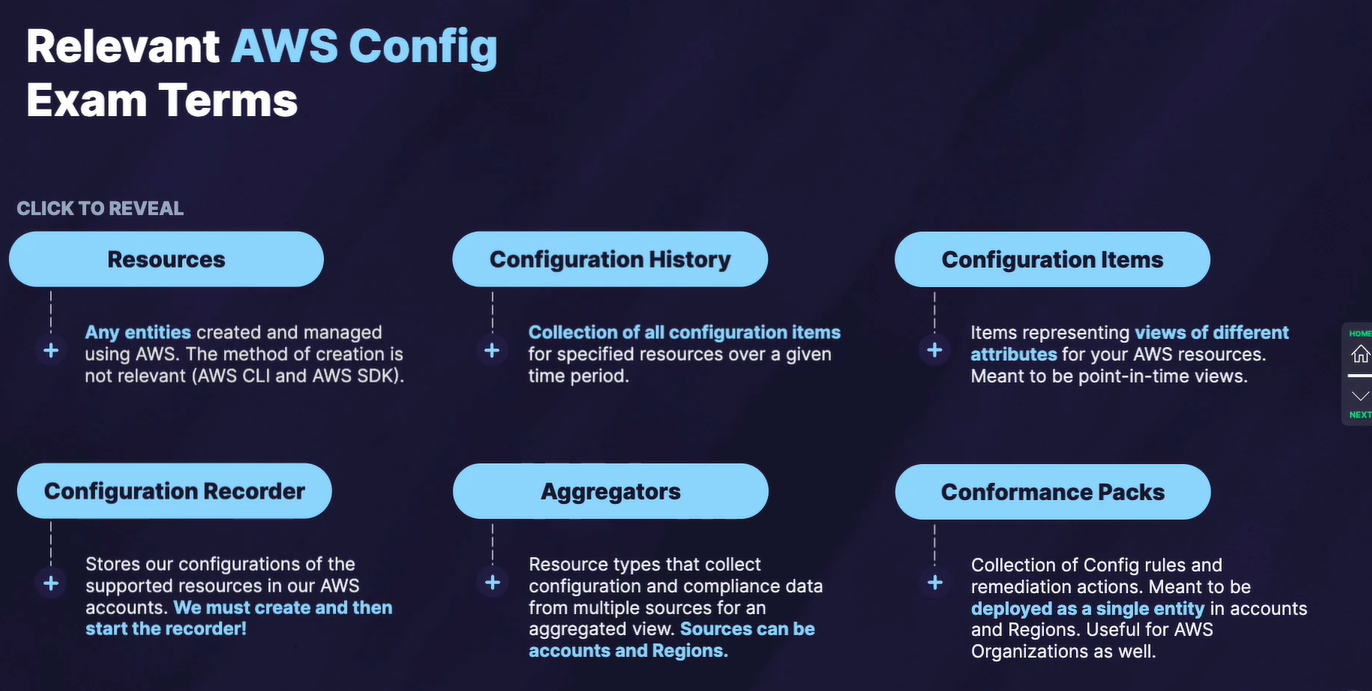 Relevant AWS Config
Exam Terms
CLICK TO REVEAL
Resources
Any entities created and managed
using AWS. The method of creation is
not relevant (AWS CLI and AWS SDK).
Configuration History
Collection of all configuration items
for specified resources over a given
time period.
Configuration Items
Items representing views of different
attributes for your AWS resources.
Meant to be point-in-time views.
Configuration Recorder
Stores our configurations of the
supported resources in our AWS
accounts. We must create and then
start the recorder!
Aggregators
Resource types that collect
configuration and compliance data
from multiple sources for an
aggregated view. Sources can be
accounts and Regions.
Conformance Packs
Collection of Config rules and
remediation actions. Meant to be
deployed as a single entity in accounts
and Regions. Useful for AWS
Organizations as well.
HOME
NEXT